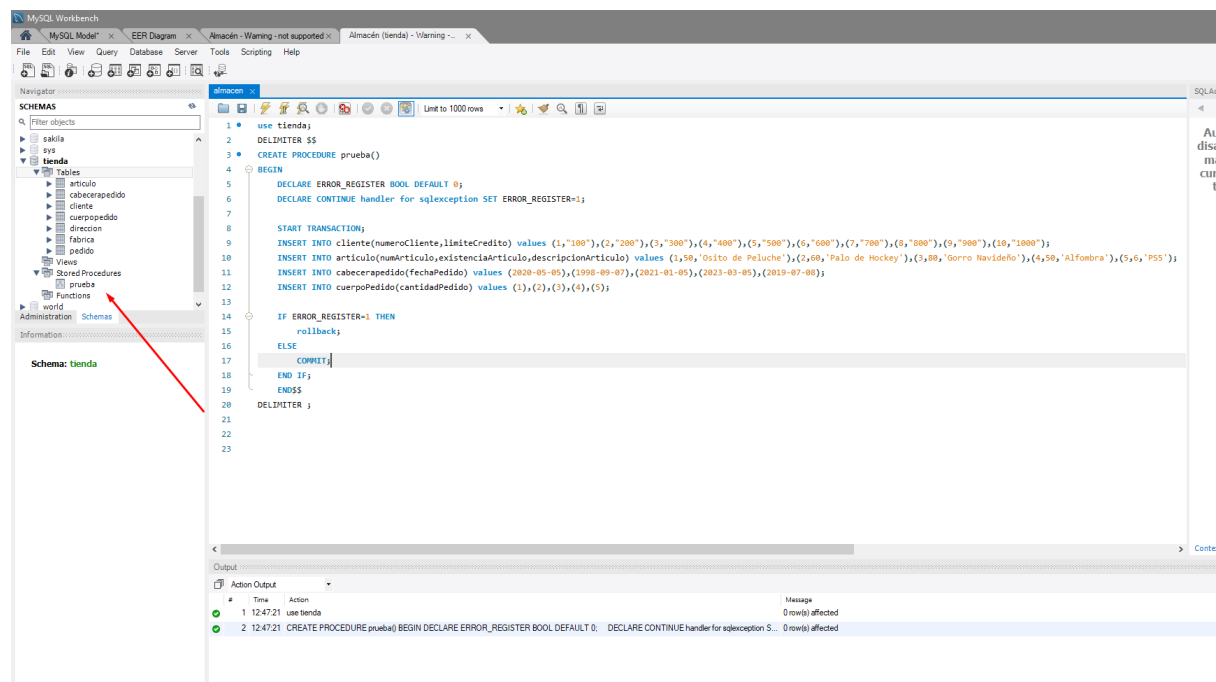 MySQL Workbench
MySQL Model* × EER Diagram × Almacén - Warning - not supported × Almacén (tienda) - Warning -... ×
File Edit View Query Database Server Tools Scripting Help
Navigator
SCHEMAS
Filter objects
sakila
sys
tienda
Tables
articulo
cabecerapedido
cliente
cuerpopedido
direccion
fabrica
pedido
Views
Stored Procedures
prueba
Functions
world
Administration Schemas
Information
Schema: tienda
almacen ×
Limit to 1000 rows
1 use tienda;
2 DELIMITER $$
3 CREATE PROCEDURE prueba()
4 BEGIN
5 DECLARE ERROR_REGISTER BOOL DEFAULT 0;
6 DECLARE CONTINUE handler for sqlexception SET ERROR_REGISTER=1;
7
8 START TRANSACTION;
9 INSERT INTO cliente(numeroCliente,limiteCredito) values (1,"100"),(2,"200"),(3,"300"),(4,"400"),(5,"500"),(6,"600"),(7,"700"),(8,"800"),(9,"900"),(10,"1000");
10 INSERT INTO articulo(numArticulo,existenciaArticulo,descripcionArticulo) values (1,50,'Osito de Peluche'),(2,60,'Palo de Hockey'),(3,80,'Gorro Navideño'),(4,50,'Alfombra'),(5,6,'PS5');
11 INSERT INTO cabecerapedido(fechaPedido) values (2020-05-05),(1998-09-07),(2021-01-05),(2023-03-05),(2019-07-08);
12 INSERT INTO cuerpoPedido(cantidadPedido) values (1),(2),(3),(4),(5);
13
14 IF ERROR_REGISTER=1 THEN
15 rollback;
16 ELSE
17 COMMIT;
18 END IF;
19 END$$
20 DELIMITER ;
21
22
23
SQLAd
Au
disa
ma
cur
t
Conte
Output
Action Output
# Time Action Message
1 12:47:21 use tienda 0 row(s) affected
2 12:47:21 CREATE PROCEDURE prueba() BEGIN DECLARE ERROR_REGISTER BOOL DEFAULT 0; DECLARE CONTINUE handler for sqlexception S... 0 row(s) affected